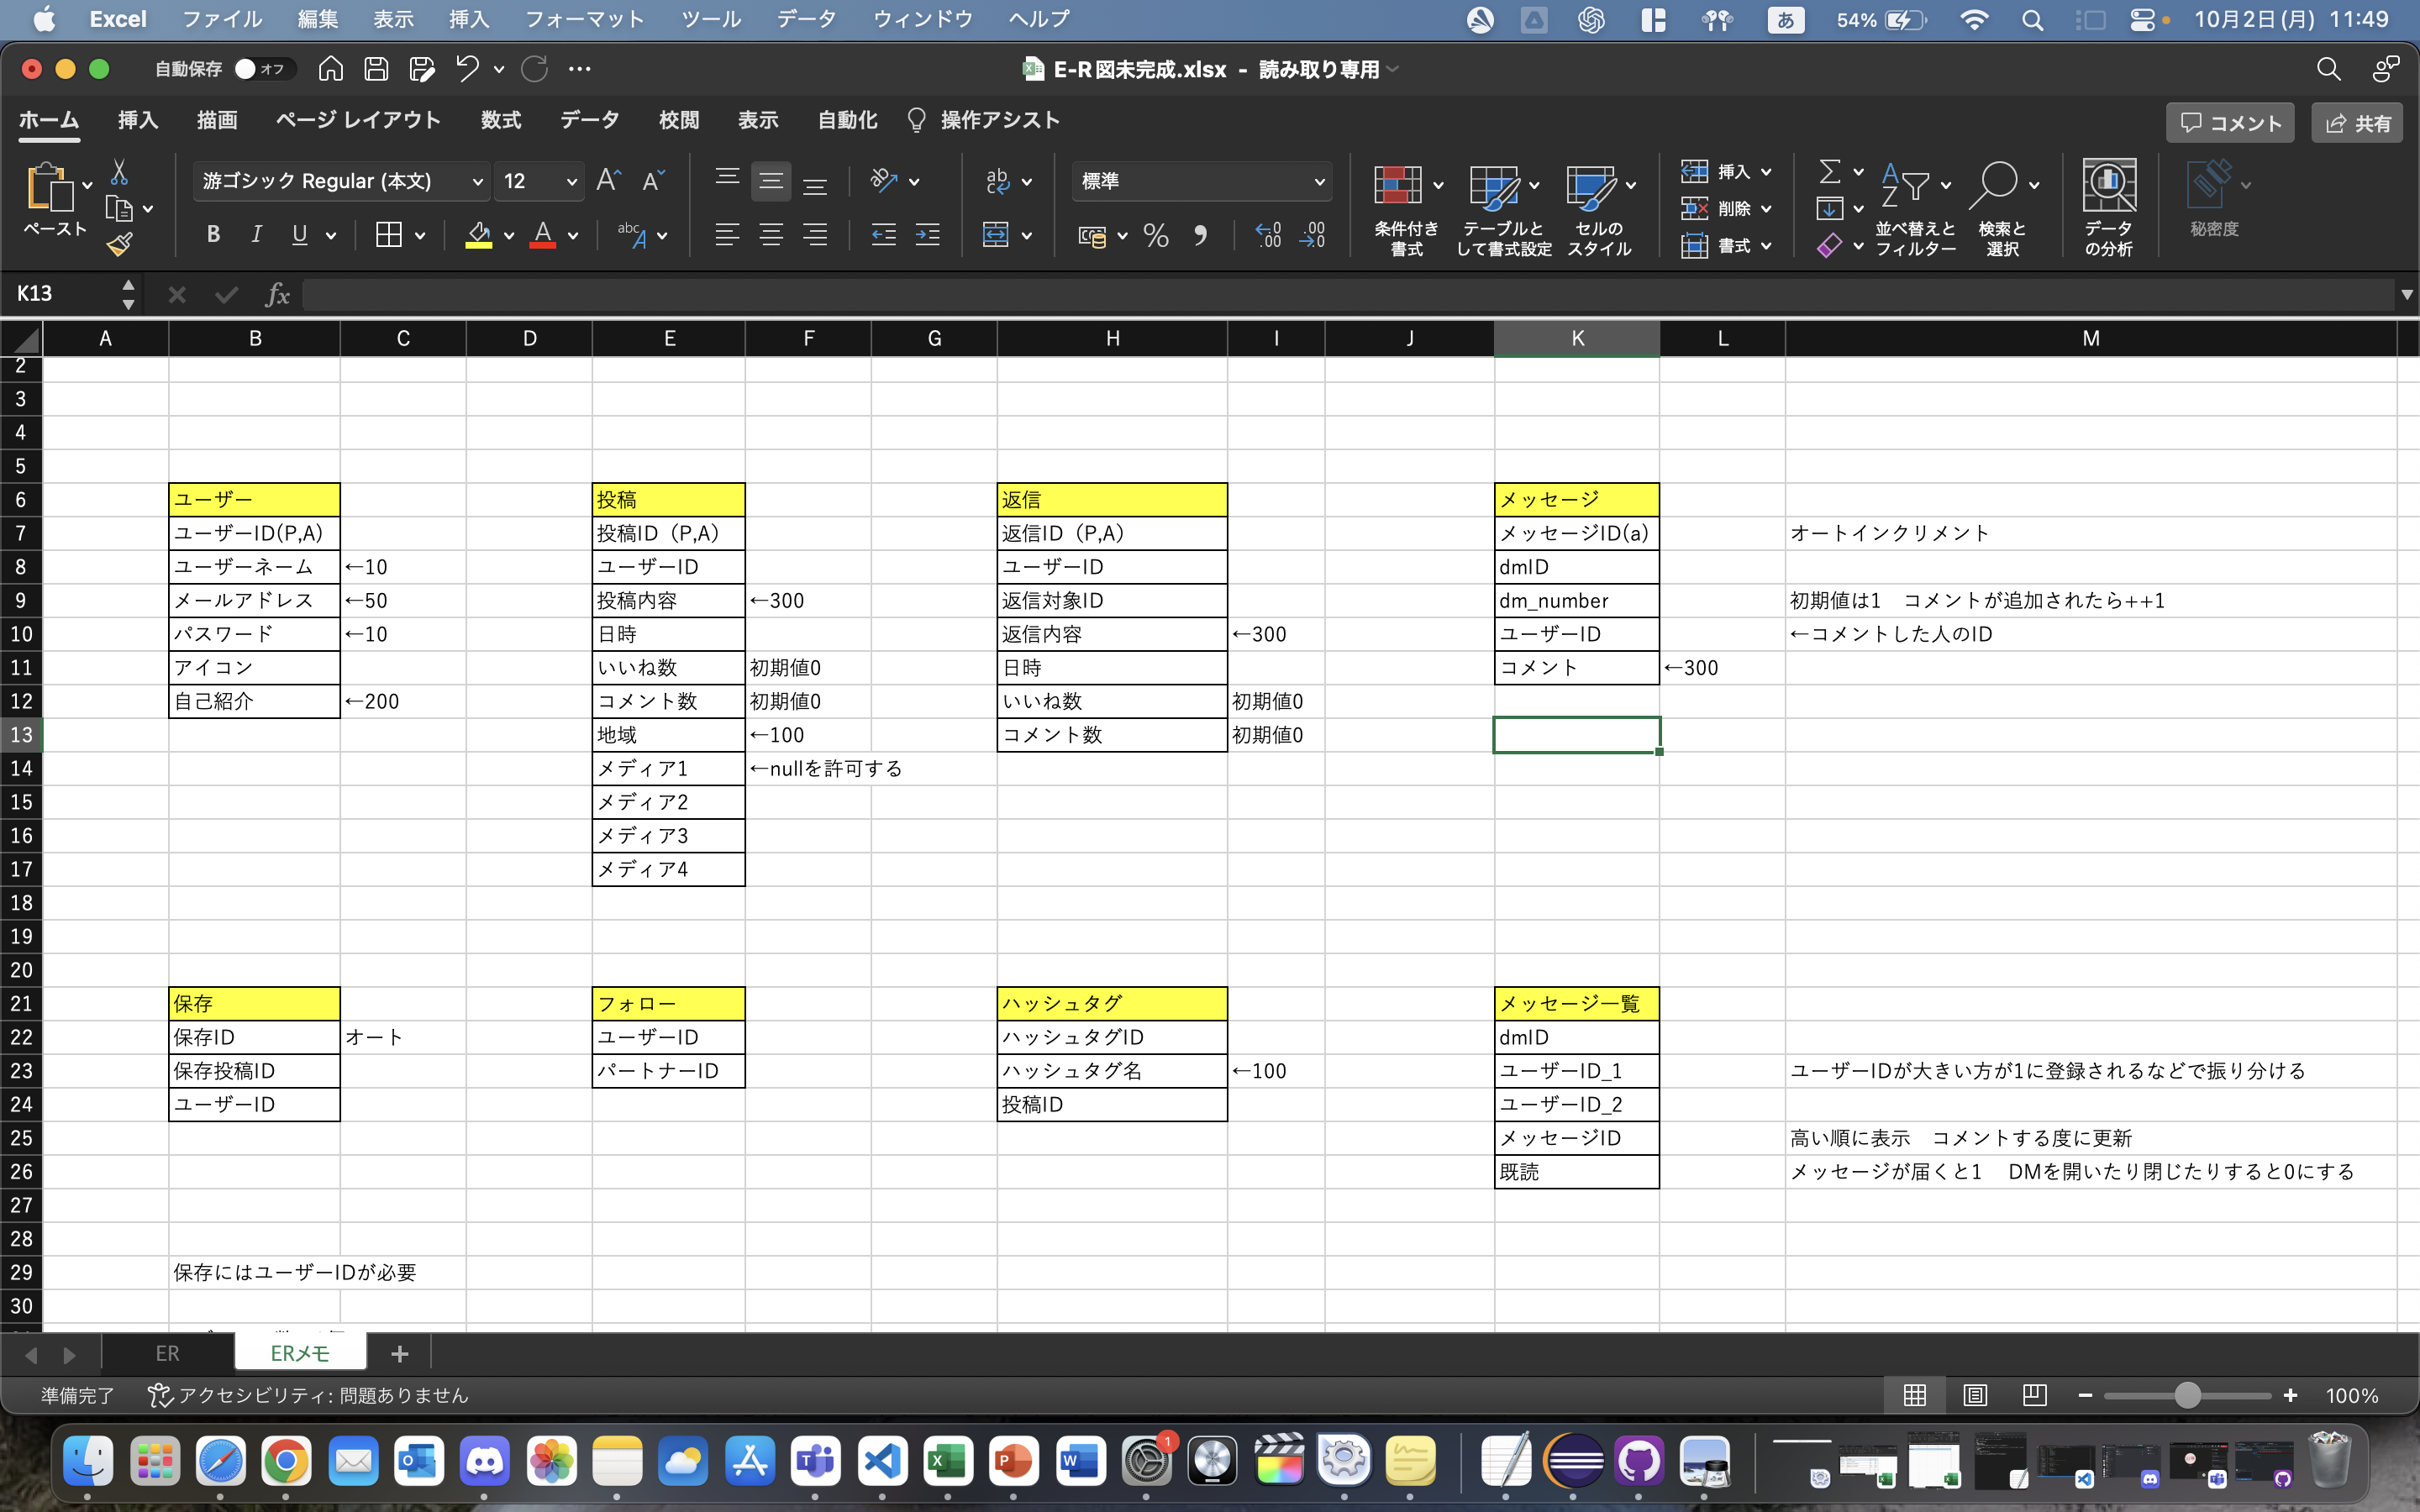 Excel ファイル 編集 表示 挿入 フォーマット ツール データ ウィンドウ ヘルプ あ 54% 10月2日(月) 11:49
自動保存 オフ E-R図未完成.xlsx - 読み取り専用
ホーム 挿入 描画 ページ レイアウト 数式 データ 校閲 表示 自動化 操作アシスト コメント 共有
ペースト 游ゴシック Regular (本文) 12 標準
条件付き書式 テーブルとして書式設定 セルのスタイル 挿入 削除 書式 並べ替えとフィルター 検索と選択 データの分析 秘密度
K13 fx
A B C D E F G H I J K L M
2
3
4
5
6 ユーザー 投稿 返信 メッセージ
7 ユーザーID(P,A) 投稿ID（P,A） 返信ID（P,A） メッセージID(a) オートインクリメント
8 ユーザーネーム ←10 ユーザーID ユーザーID dmID
9 メールアドレス ←50 投稿内容 ←300 返信対象ID dm_number 初期値は1　コメントが追加されたら++1
10 パスワード ←10 日時 返信内容 ←300 ユーザーID ←コメントした人のID
11 アイコン いいね数 初期値0 日時 コメント ←300
12 自己紹介 ←200 コメント数 初期値0 いいね数 初期値0
13 地域 ←100 コメント数 初期値0
14 メディア1 ←nullを許可する
15 メディア2
16 メディア3
17 メディア4
18
19
20
21 保存 フォロー ハッシュタグ メッセージ一覧
22 保存ID オート ユーザーID ハッシュタグID dmID
23 保存投稿ID パートナーID ハッシュタグ名 ←100 ユーザーID_1 ユーザーIDが大きい方が1に登録されるなどで振り分ける
24 ユーザーID 投稿ID ユーザーID_2
25 メッセージID 高い順に表示　コメントする度に更新
26 既読 メッセージが届くと1　DMを開いたり閉じたりすると0にする
27
28
29 保存にはユーザーIDが必要
30
ER ERメモ +
準備完了 アクセシビリティ: 問題ありません 100%
1